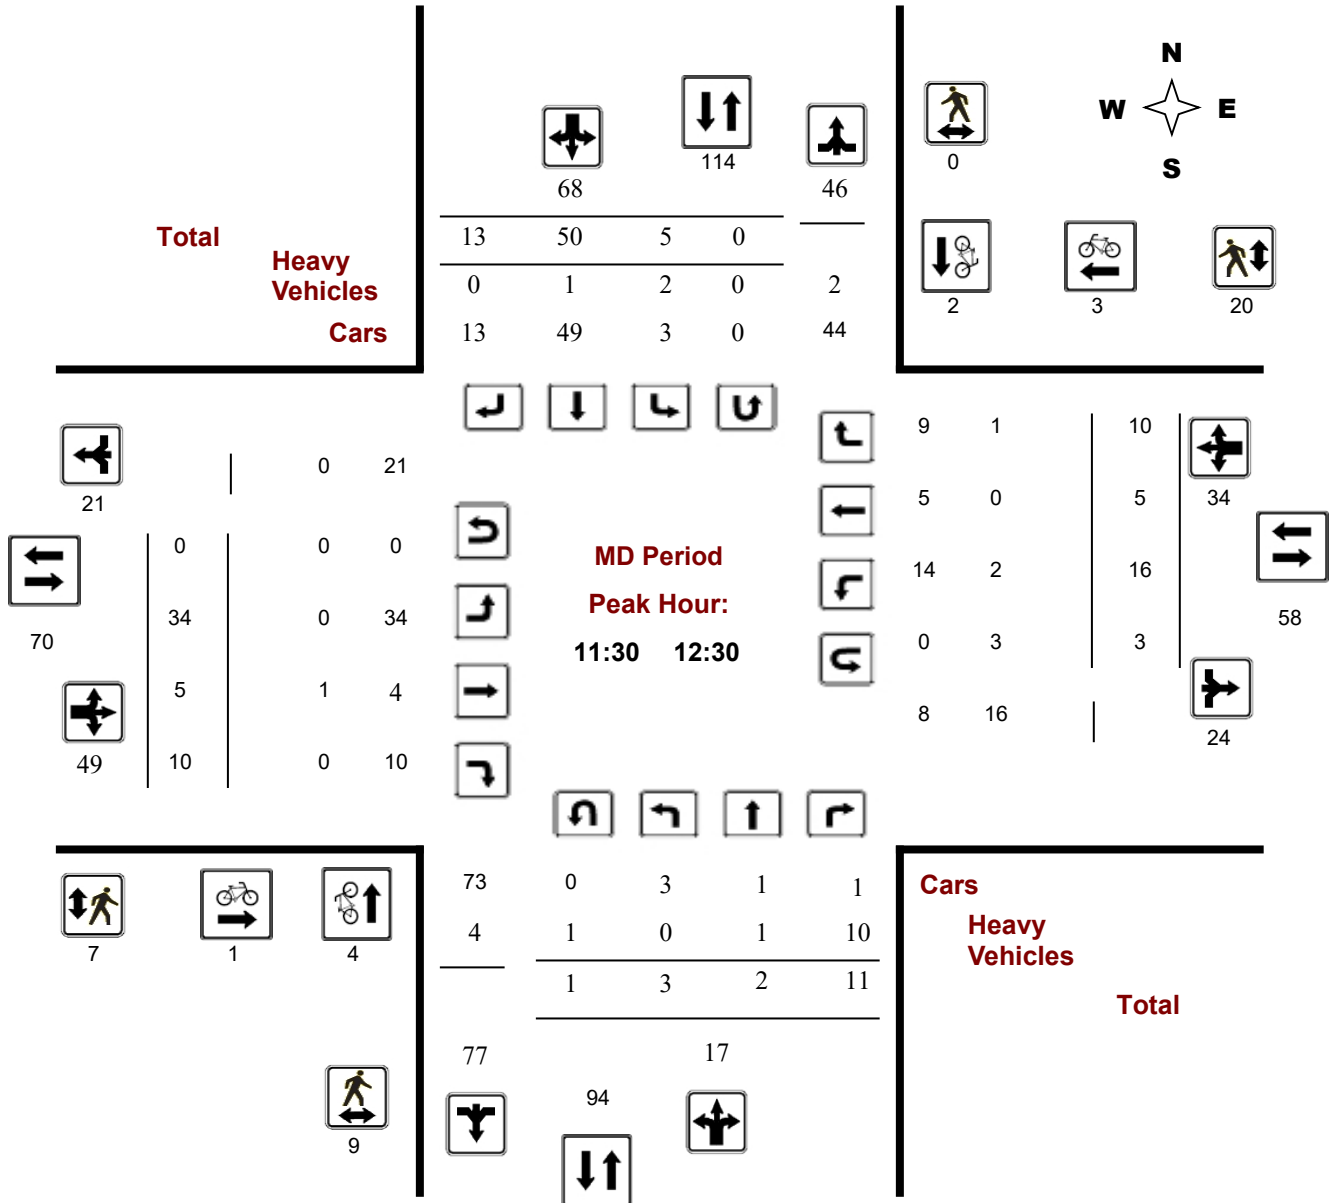 N
W E
S
0
114
68 46
Total 13 50 5 0
Heavy
Vehicles 0 1 2 0 2
Cars 13 49 3 0 44
2 3 20
9 1 10
0 21
21
5 0 5 34
0 0 0
MD Period
14 2 16
34 0 34
Peak Hour:
58
70
0 3 3
11:30 12:30
5 1 4
8 16
24
49 10 0 10
73 0 3 1 1
Cars
4 1 0 1 10
Heavy
Vehicles
7 1 4
1 3 2 11
Total
77 17
94
9